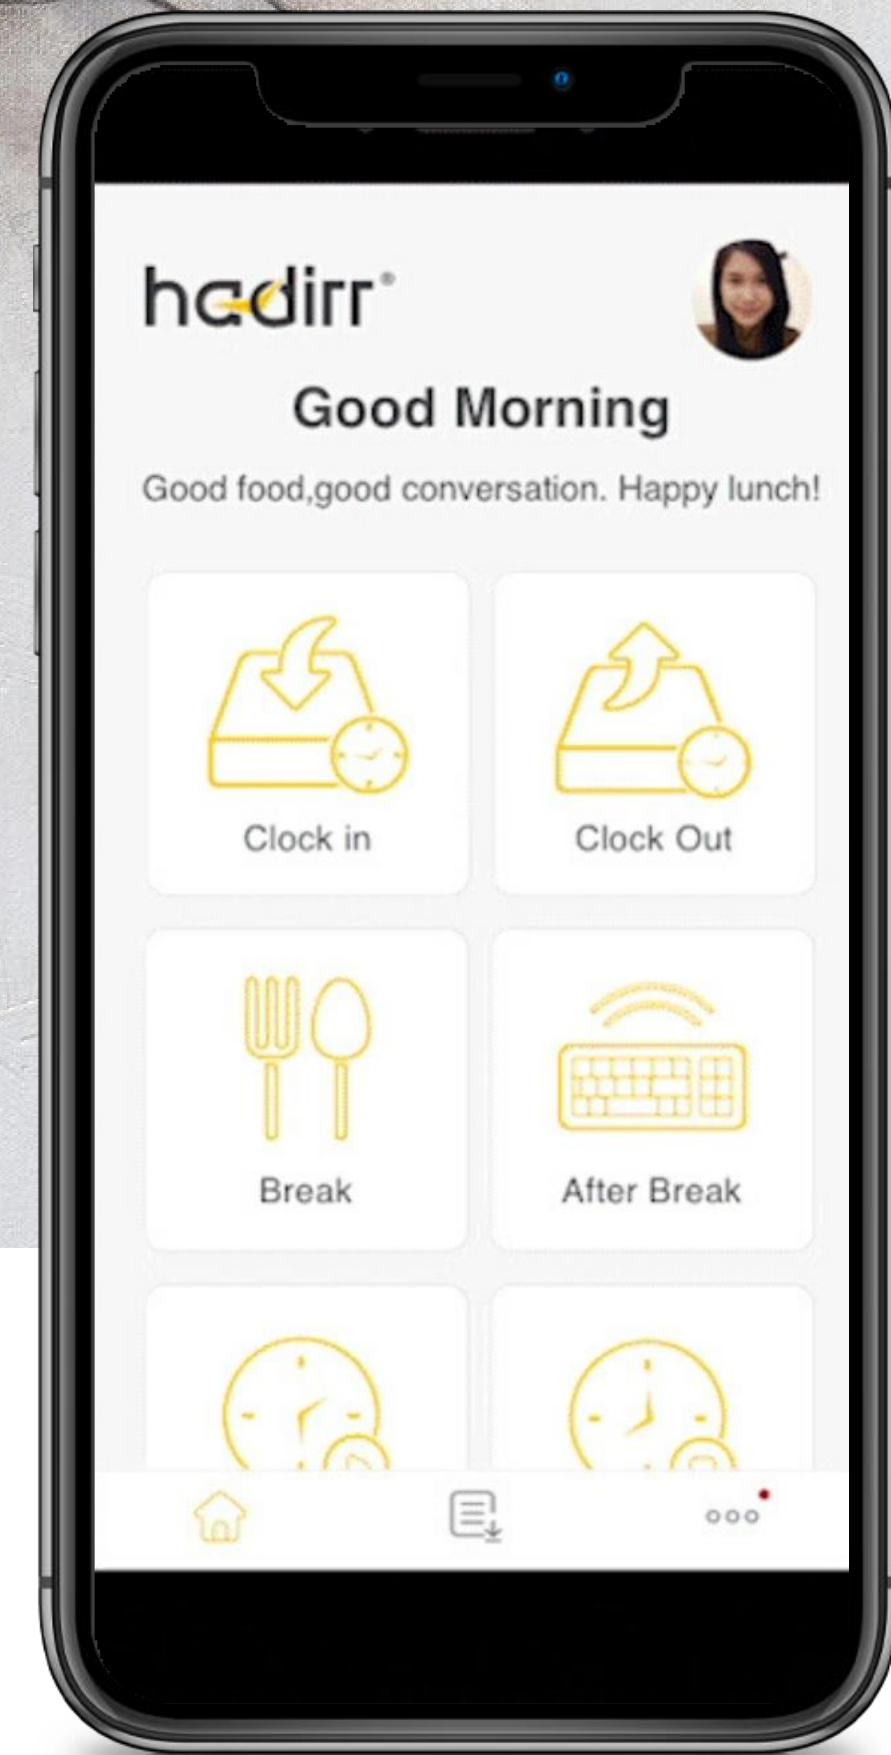 hadirr®
Good Morning
Good food,good conversation. Happy lunch!
Clock in
Clock Out
Break
After Break